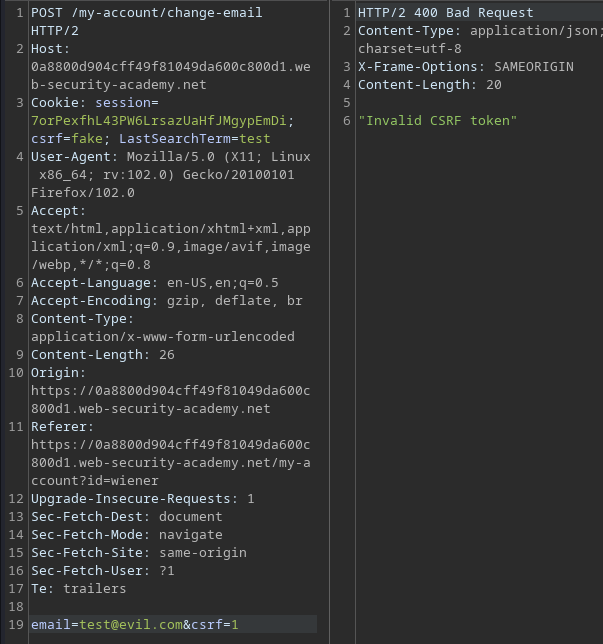 1 POST /my-account/change-email
HTTP/2
2 Host:
0a8800d904cff49f81049da600c800d1.we
b-security-academy.net
3 Cookie: session=
7orPexfhL43PW6LrsazUaHfJMgypEmDi;
csrf=fake; LastSearchTerm=test
4 User-Agent: Mozilla/5.0 (X11; Linux
x86_64; rv:102.0) Gecko/20100101
Firefox/102.0
5 Accept:
text/html,application/xhtml+xml,app
lication/xml;q=0.9,image/avif,image
/webp,*/*;q=0.8
6 Accept-Language: en-US,en;q=0.5
7 Accept-Encoding: gzip, deflate, br
8 Content-Type:
application/x-www-form-urlencoded
9 Content-Length: 26
10 Origin:
https://0a8800d904cff49f81049da600c
800d1.web-security-academy.net
11 Referer:
https://0a8800d904cff49f81049da600c
800d1.web-security-academy.net/my-a
ccount?id=wiener
12 Upgrade-Insecure-Requests: 1
13 Sec-Fetch-Dest: document
14 Sec-Fetch-Mode: navigate
15 Sec-Fetch-Site: same-origin
16 Sec-Fetch-User: ?1
17 Te: trailers
18
19 email=test@evil.com&csrf=1
1 HTTP/2 400 Bad Request
2 Content-Type: application/json;
charset=utf-8
3 X-Frame-Options: SAMEORIGIN
4 Content-Length: 20
5
6 "Invalid CSRF token"